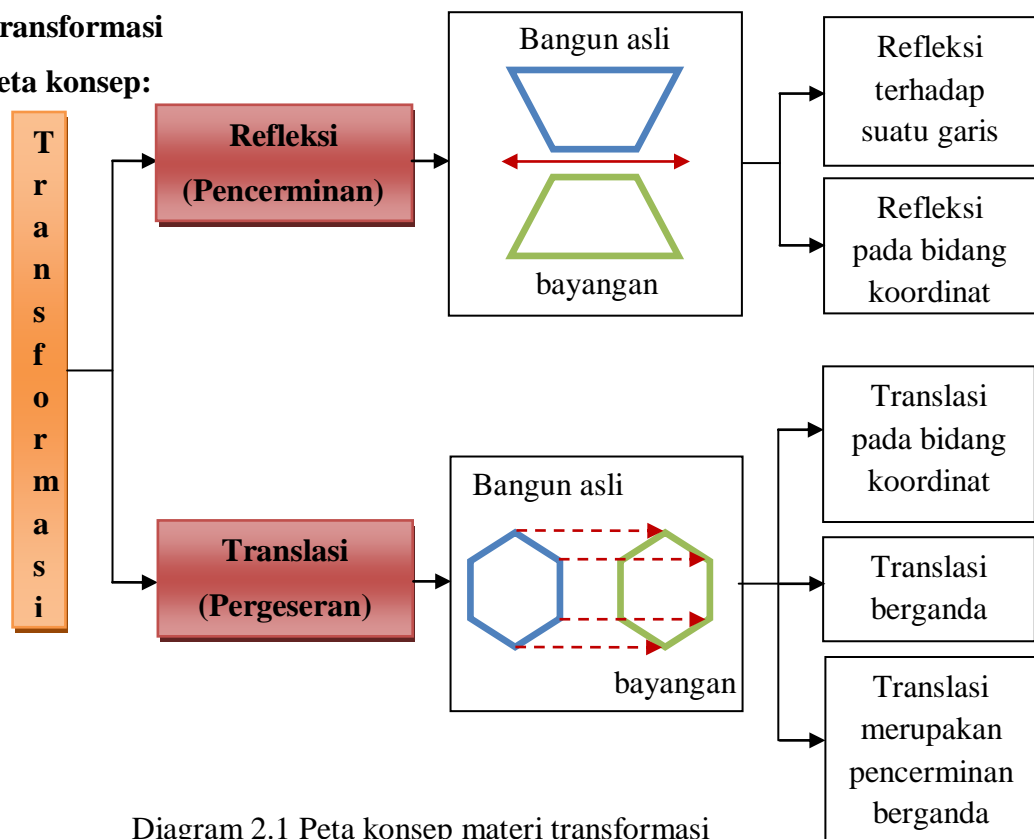 ransformasi
eta konsep:
T
r
a
n
s
f
o
r
m
a
s
i
Refleksi
(Pencerminan)
Bangun asli
bayangan
Refleksi
terhadap
suatu garis
Refleksi
pada bidang
koordinat
Translasi
(Pergeseran)
Bangun asli
bayangan
Translasi
pada bidang
koordinat
Translasi
berganda
Translasi
merupakan
pencerminan
berganda
Diagram 2.1 Peta konsep materi transformasi